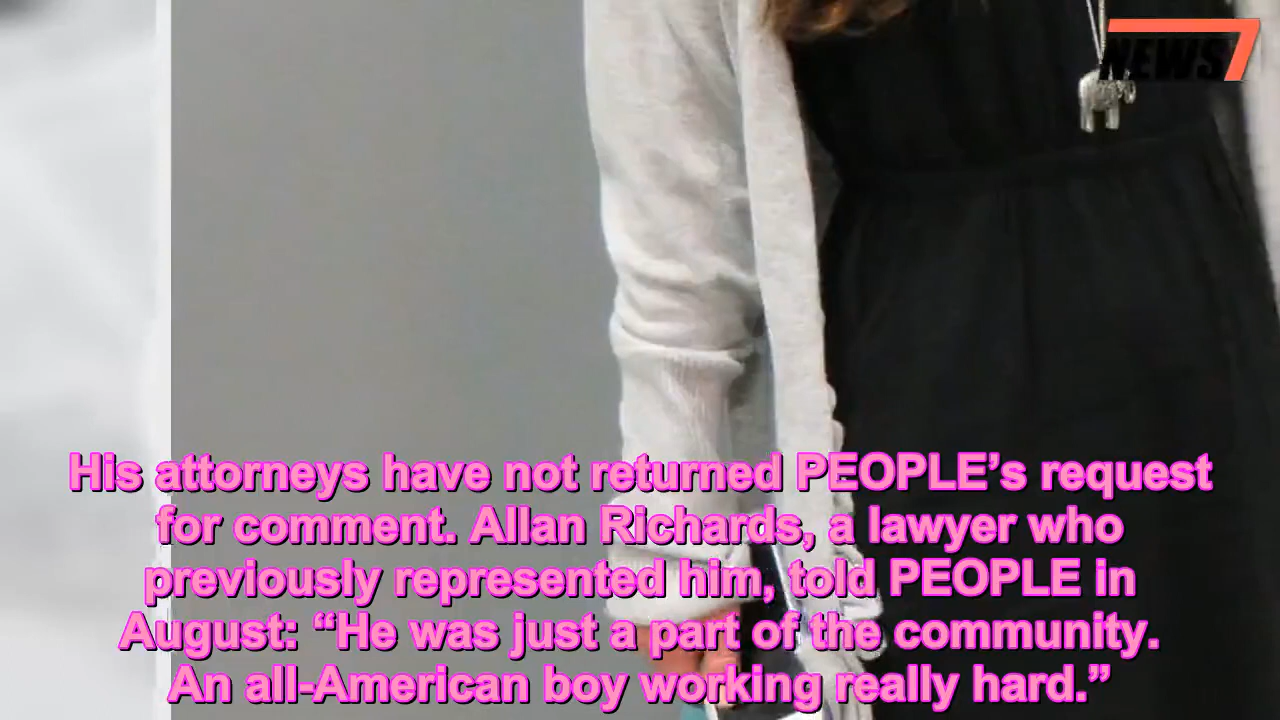 NEWS7
His attorneys have not returned PEOPLE’s request
for comment. Allan Richards, a lawyer who
previously represented him, told PEOPLE in
August: “He was just a part of the community.
An all-American boy working really hard.”